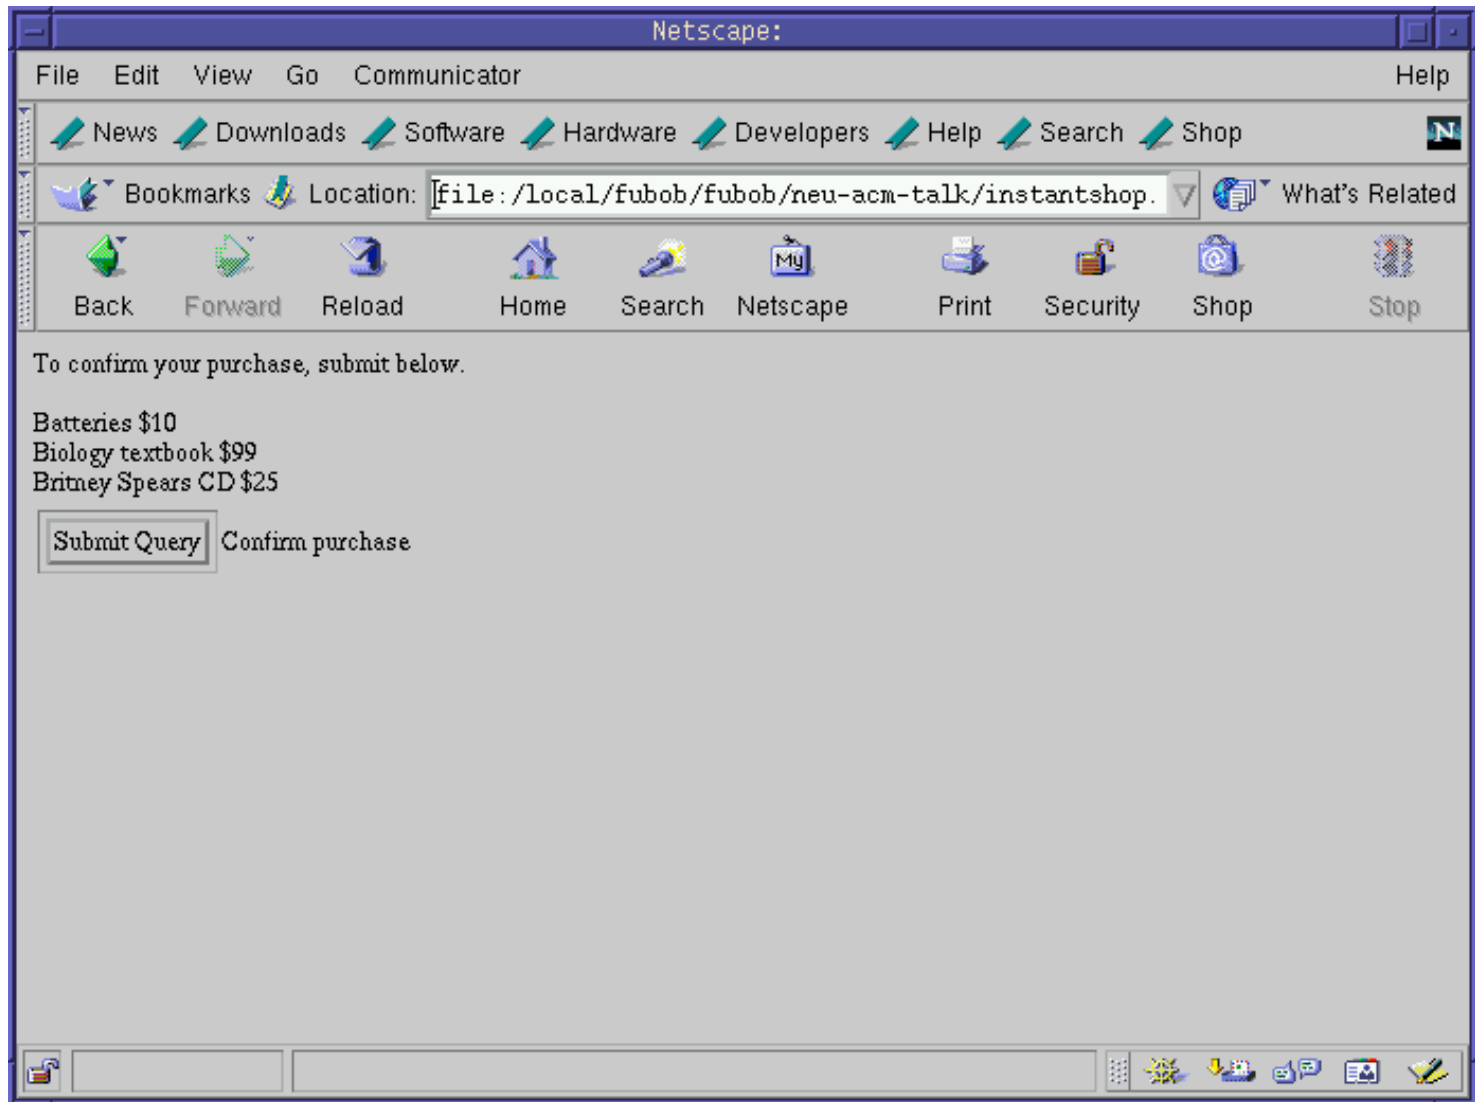 Netscape:
File Edit View Go Communicator Help
News Downloads Software Hardware Developers Help Search Shop N
Bookmarks Location: file:/local/fubob/fubob/neu-acm-talk/instantshop. What's Related
My
Back Forward Reload Home Search Netscape Print Security Shop Stop
To confirm your purchase, submit below.
Batteries $10
Biology textbook $99
Britney Spears CD $25
Submit Query Confirm purchase